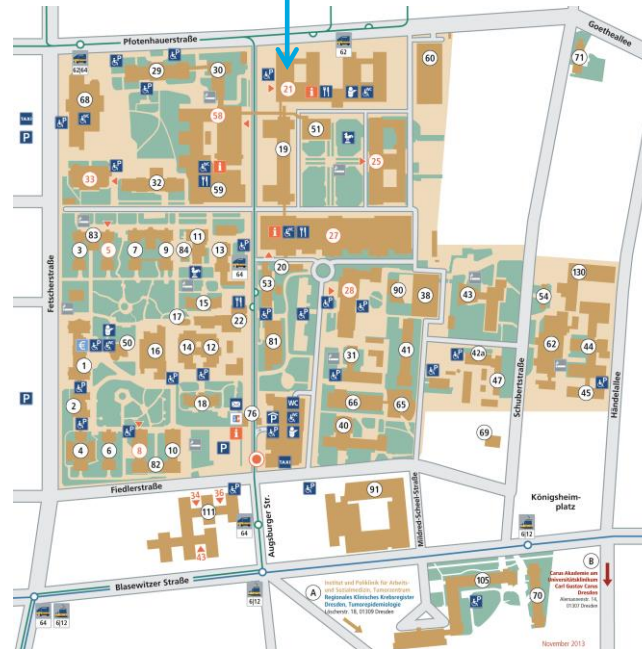 Pfotenhauerstraße
Goetheallee
62|64
62
29
30
60
71
68
P
21
58
TAXI
P
51
19
25
33
32
59
27
83
3
5
7
9
84
11
13
64
20
53
28
90
38
43
54
130
Fetscherstraße
15
17
22
50
16
14
12
81
31
41
42a
47
62
44
45
Schubertstraße
Händelallee
€
1
2
18
76
WC
66
65
40
69
P
4
6
8
10
82
P
TAXI
Fiedlerstraße
Augsburger Str.
Mildred-Scheel-Straße
34
36
111
43
64
91
Königsheim-
platz
6|12
Blasewitzer Straße
64
6|12
6|12
A
Institut und Poliklinik für Arbeits-
und Sozialmedizin, Tumorzentrum
Regionales Klinisches Krebsregister
Dresden, Tumorepidemiologie
Löscherstr. 18, 01309 Dresden
105
70
B
Carus Akademie am
Universitätsklinikum
Carl Gustav Carus
Dresden
01307 Dresden
November 2013